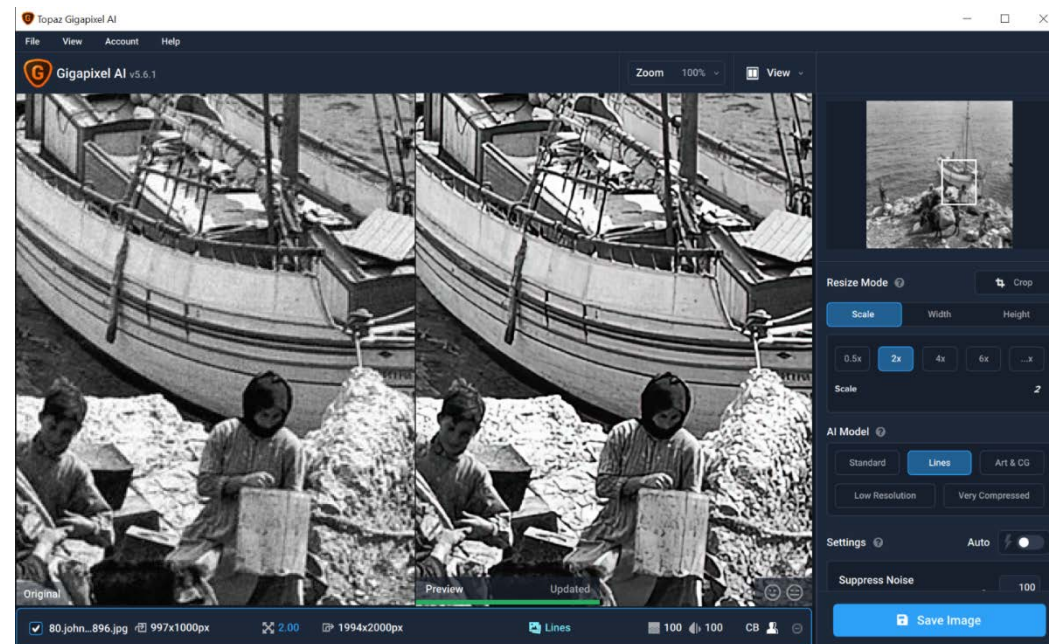 Topaz Gigapixel AI
File View Account Help
Gigapixel AI v5.6.1
Zoom 100% View
Resize Mode Crop
Scale Width Height
0.5x 2x 4x 6x ...x
Scale 2
AI Model
Standard Lines Art & CG
Low Resolution Very Compressed
Settings Auto
Suppress Noise 100
Original Preview Updated
80.john...896.jpg 997x1000px 2.00 1994x2000px Lines 100 100 CB
Save Image